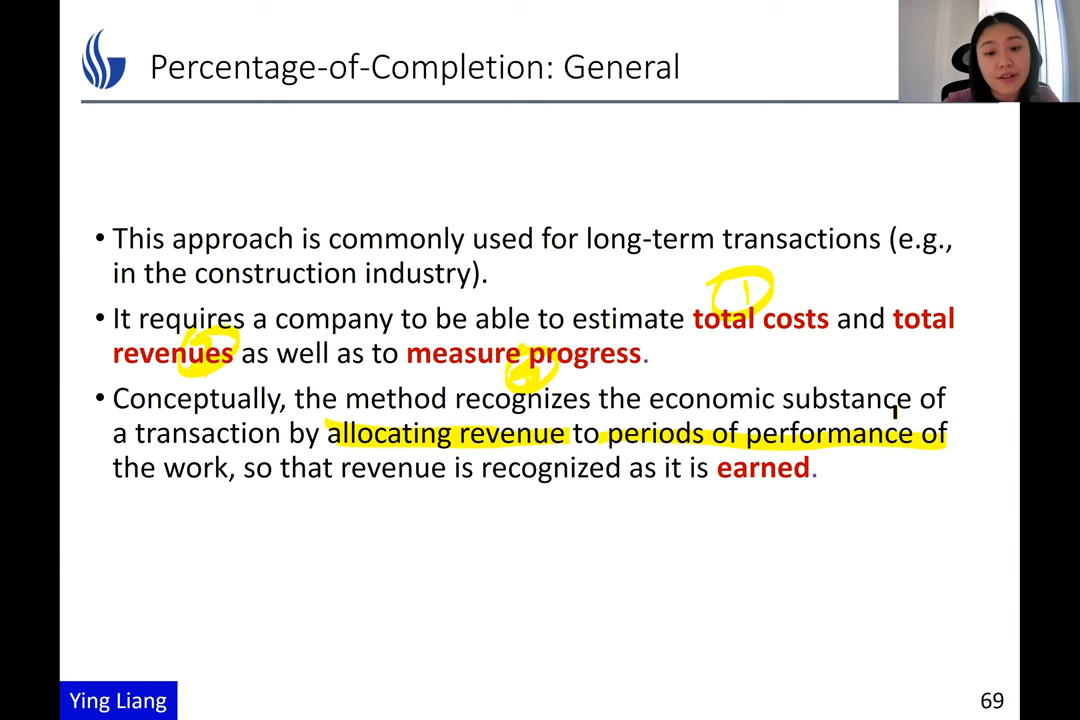 Percentage-of-Completion: General
• This approach is commonly used for long-term transactions (e.g.,
in the construction industry).
1
• It requires a company to be able to estimate total costs and total
revenues as well as to measure progress.
• Conceptually, the method recognizes the economic substance of
a transaction by allocating revenue to periods of performance of
the work, so that revenue is recognized as it is earned.
Ying Liang
69